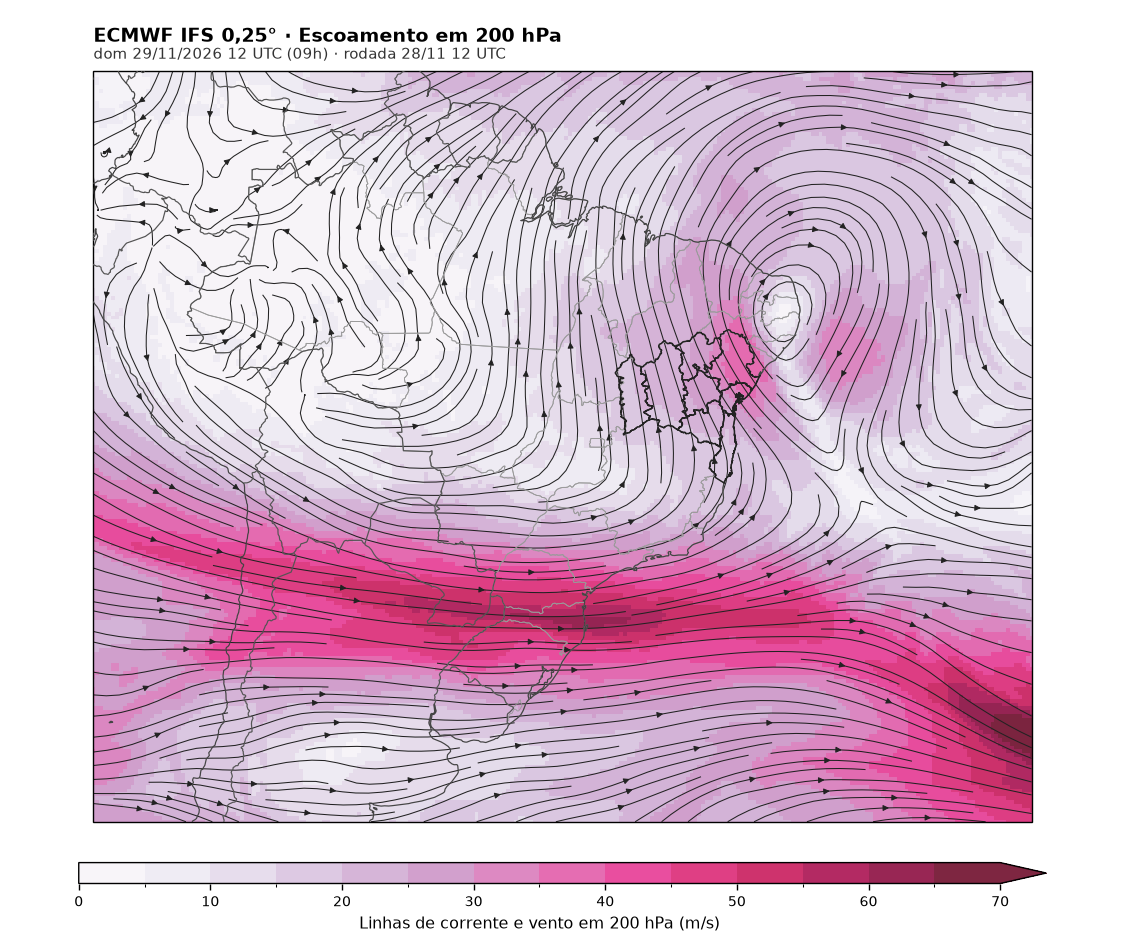 ECMWF IFS 0,25° · Escoamento em 200 hPa
dom 29/11/2026 12 UTC (09h) · rodada 28/11 12 UTC
0 10 20 30 40 50 60 70
Linhas de corrente e vento em 200 hPa (m/s)